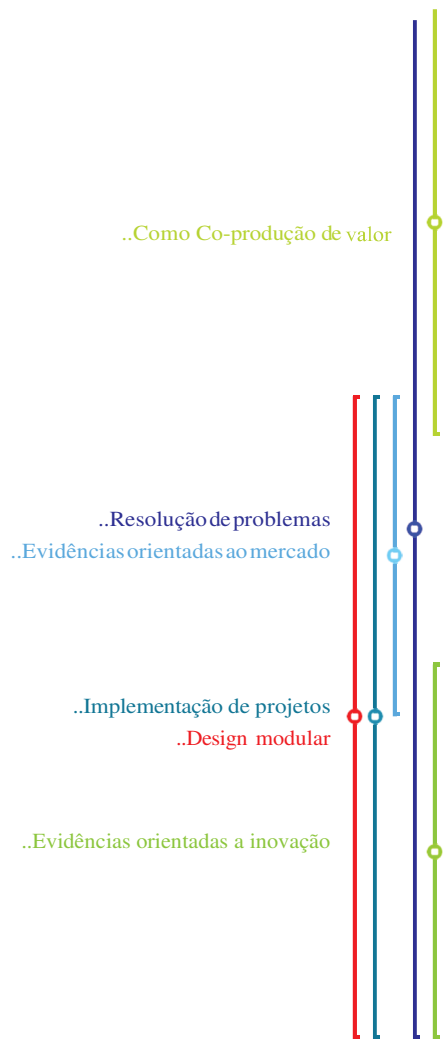 ..Como Co-produção de valor
..Resolução de problemas
..Evidências orientadas ao mercado
..Implementação de projetos
..Design modular
..Evidências orientadas a inovação